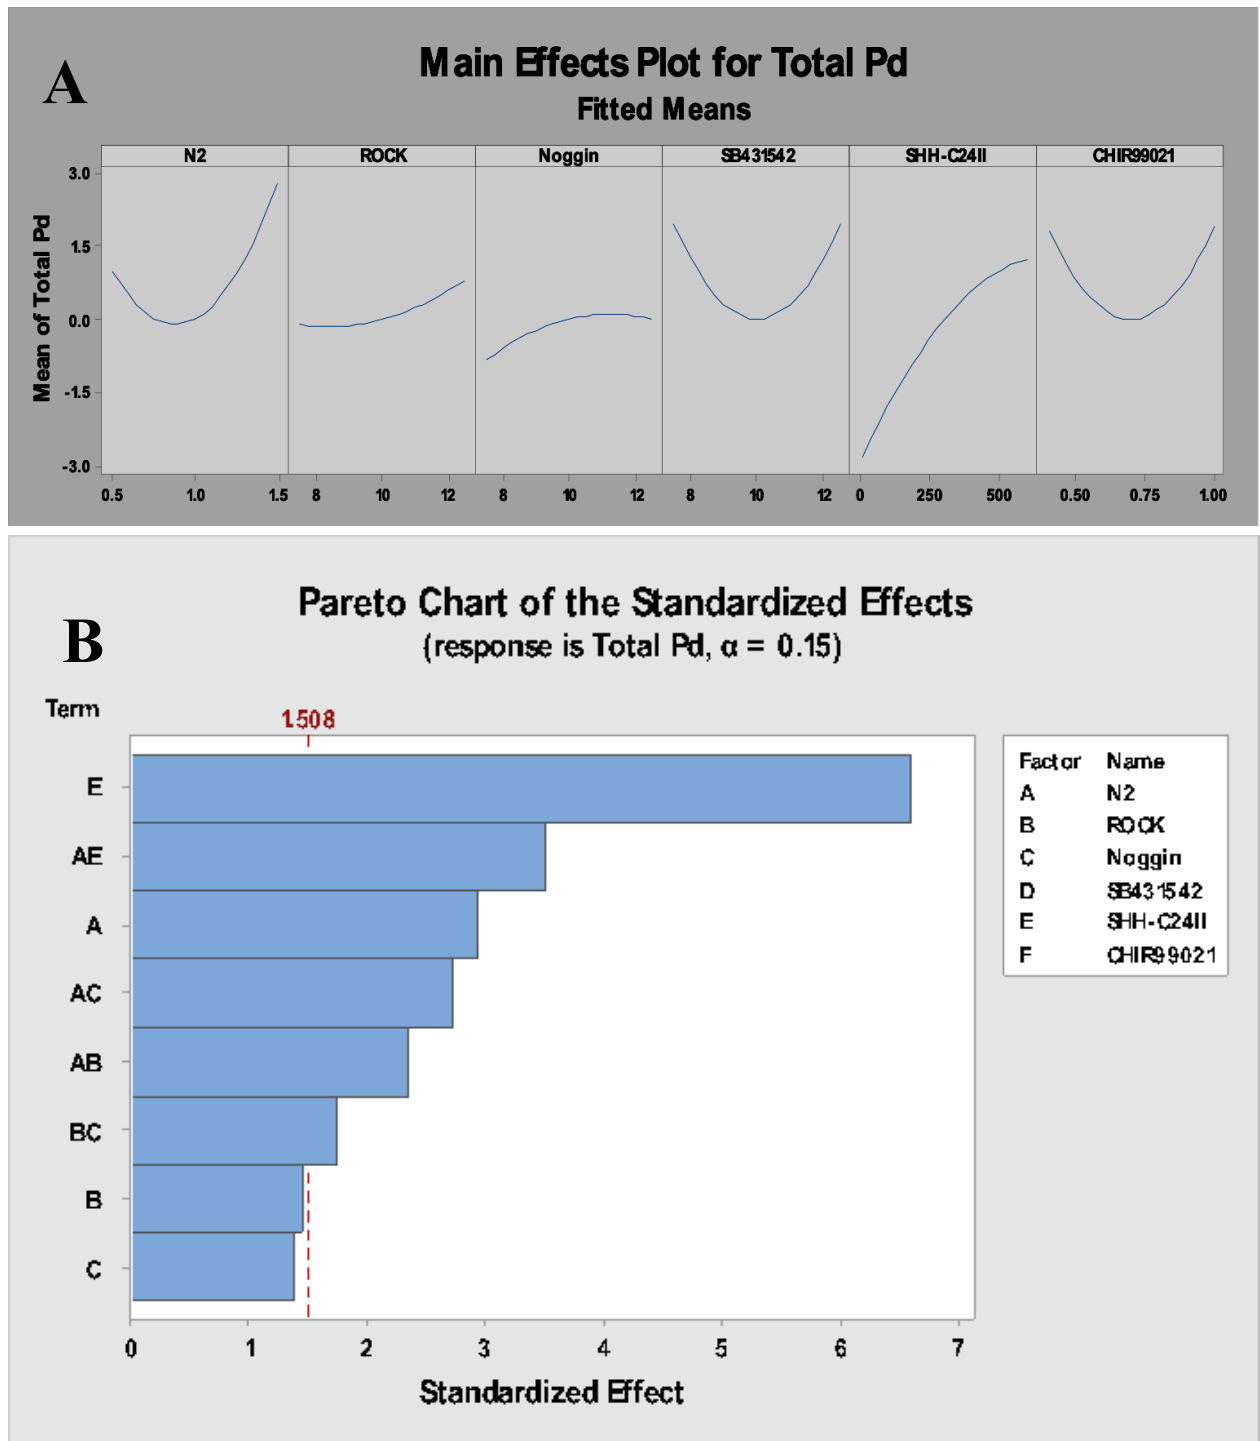 A
Main Effects Plot for Total Pd
Fitted Means
N2 ROCK Noggin SB431542 SHH-C24II CHIR99021
Mean of Total Pd
3.0
1.5
0.0
-1.5
-3.0
0.5 1.0 1.5 8 10 12 8 10 12 8 10 12 0 250 500 0.50 0.75 1.00
B
Pareto Chart of the Standardized Effects
(response is Total Pd, α = 0.15)
Term
1.508
E
AE
A
AC
AB
BC
B
C
0 1 2 3 4 5 6 7
Standardized Effect
Factor Name
A N2
B ROCK
C Noggin
D SB431542
E SHH-C24II
F CHIR99021